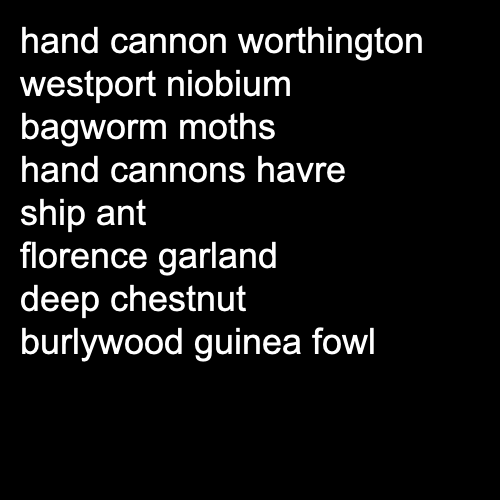 hand cannon worthington
westport niobium
bagworm moths
hand cannons havre
ship ant
florence garland
deep chestnut
burlywood guinea fowl